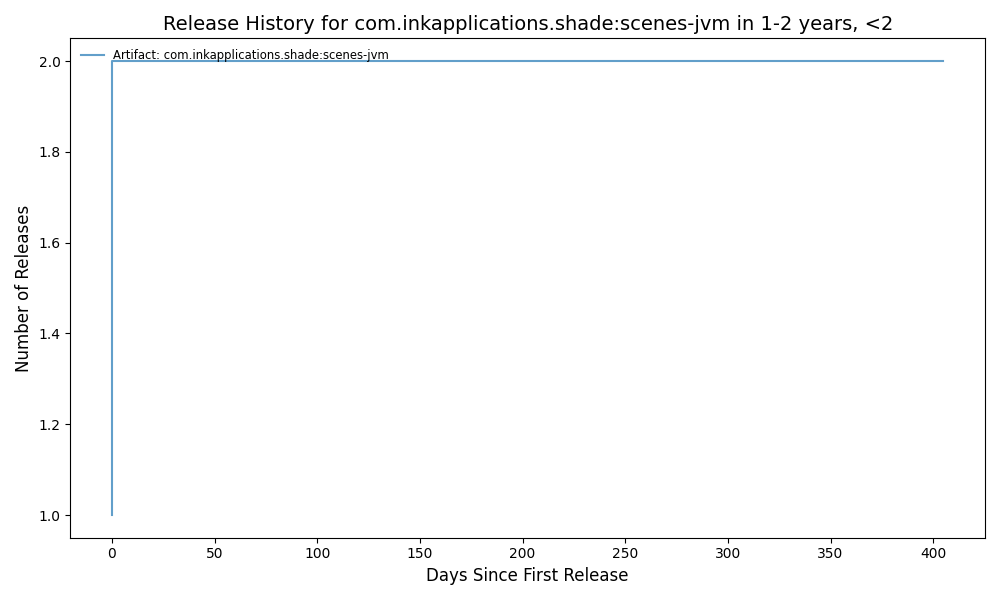 Release History for com.inkapplications.shade:scenes-jvm in 1-2 years, <2
Artifact: com.inkapplications.shade:scenes-jvm
Number of Releases
2.0
1.8
1.6
1.4
1.2
1.0
0 50 100 150 200 250 300 350 400
Days Since First Release